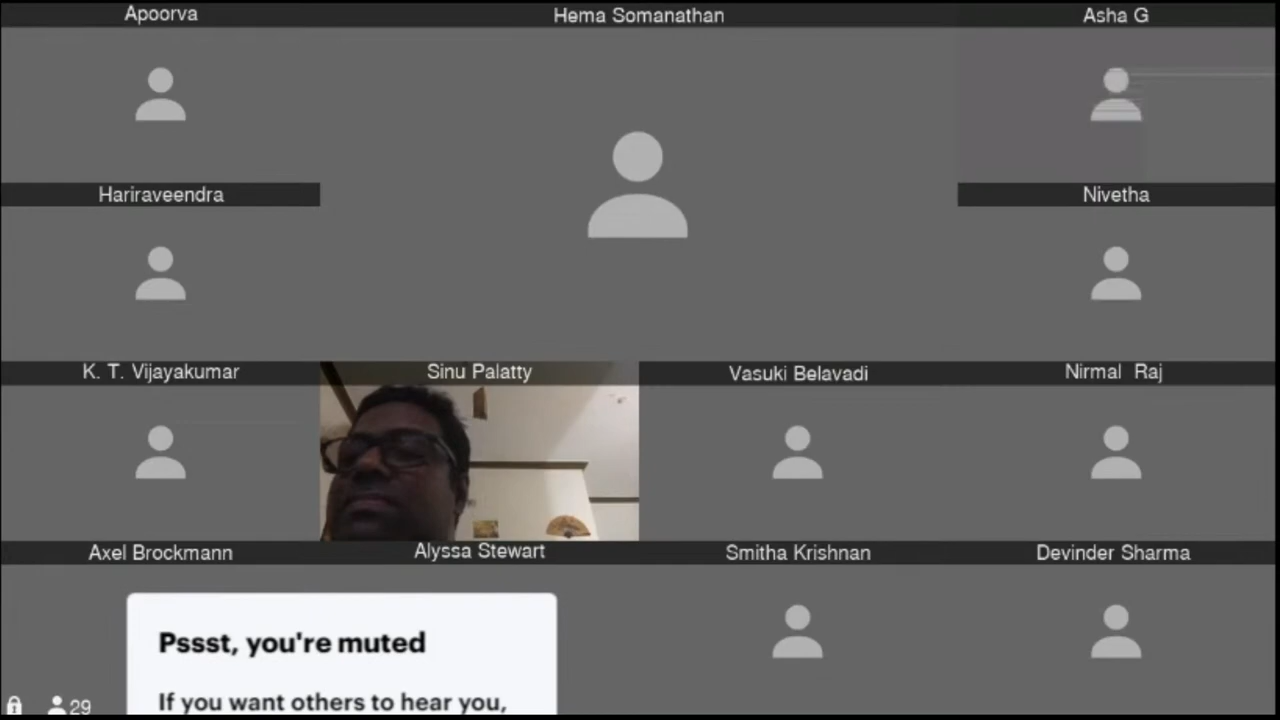 Apoorva
Hema Somanathan
Asha G
Hariraveendra
Nivetha
K. T. Vijayakumar
Sinu Palatty
Vasuki Belavadi
Nirmal Raj
Axel Brockmann
Alyssa Stewart
Smitha Krishnan
Devinder Sharma
Pssst, you're muted
If you want others to hear you,
29